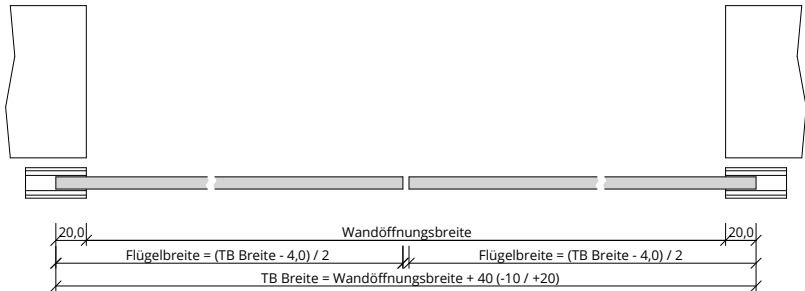 20,0 Wandöffnungsbreite 20,0
Flügelbreite = (TB Breite - 4,0) / 2 Flügelbreite = (TB Breite - 4,0) / 2
TB Breite = Wandöffnungsbreite + 40 (-10 / +20)